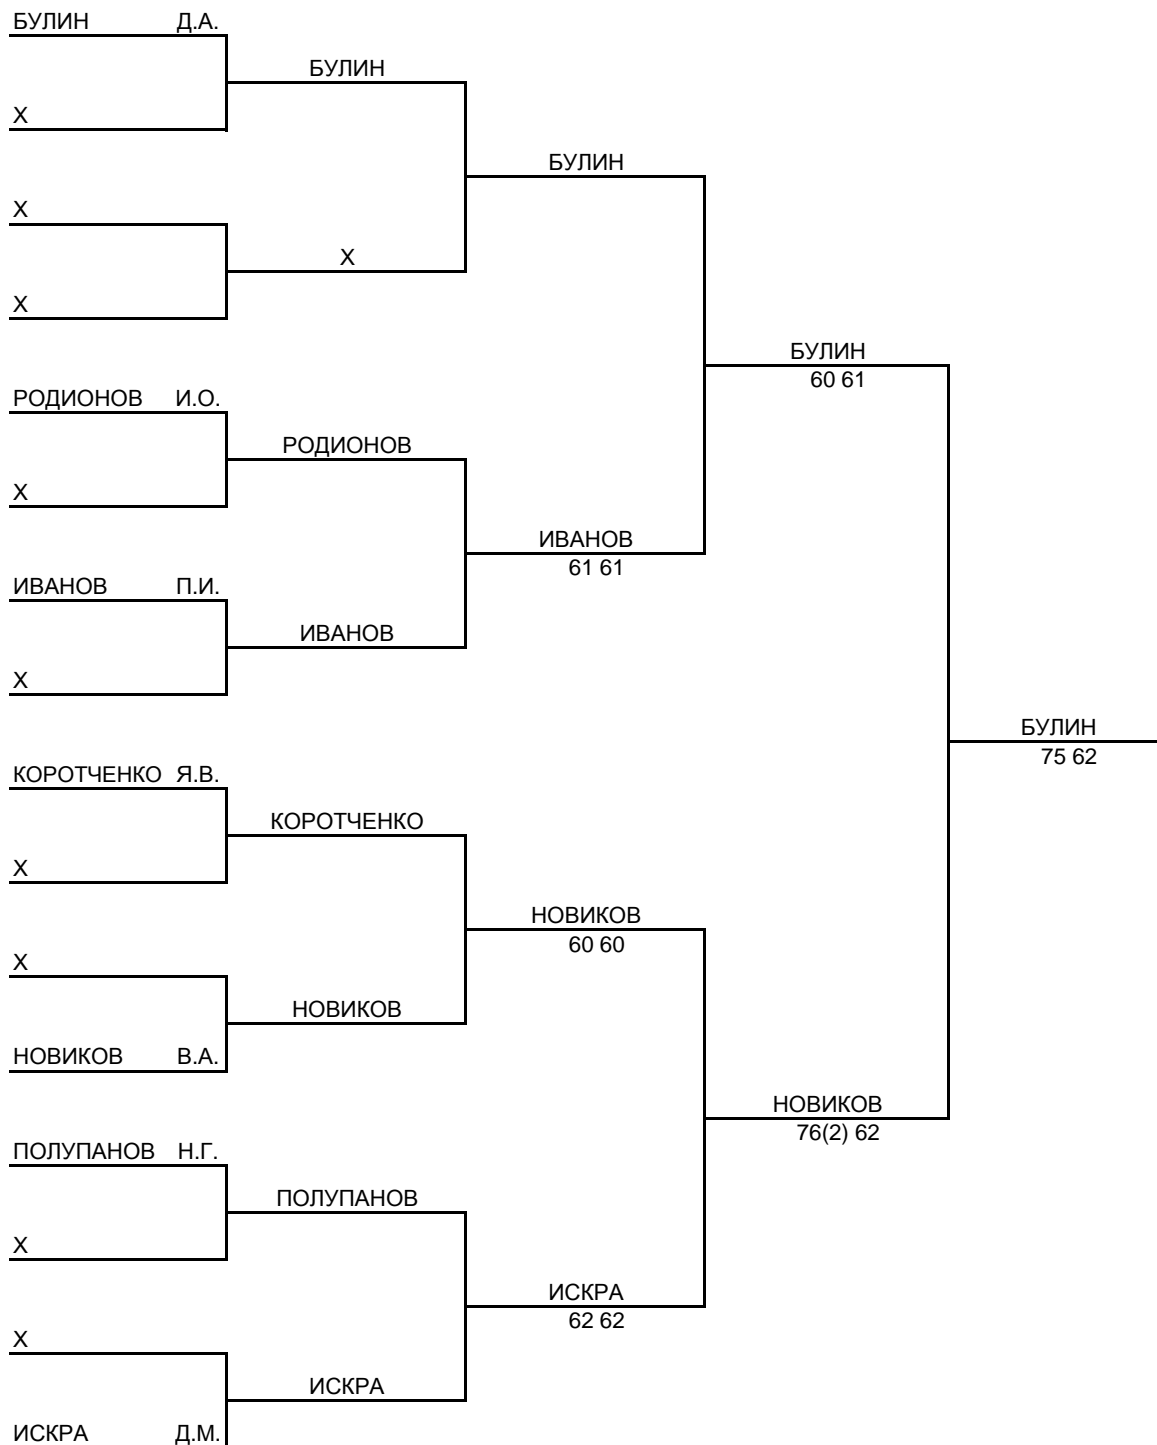 БУЛИН Д.А.
БУЛИН
Х
БУЛИН
Х
Х
Х
БУЛИН
60 61
РОДИОНОВ И.О.
РОДИОНОВ
Х
ИВАНОВ
61 61
ИВАНОВ П.И.
ИВАНОВ
Х
БУЛИН
75 62
КОРОТЧЕНКО Я.В.
КОРОТЧЕНКО
Х
НОВИКОВ
60 60
Х
НОВИКОВ
НОВИКОВ В.А.
НОВИКОВ
76(2) 62
ПОЛУПАНОВ Н.Г.
ПОЛУПАНОВ
Х
ИСКРА
62 62
Х
ИСКРА
ИСКРА Д.М.